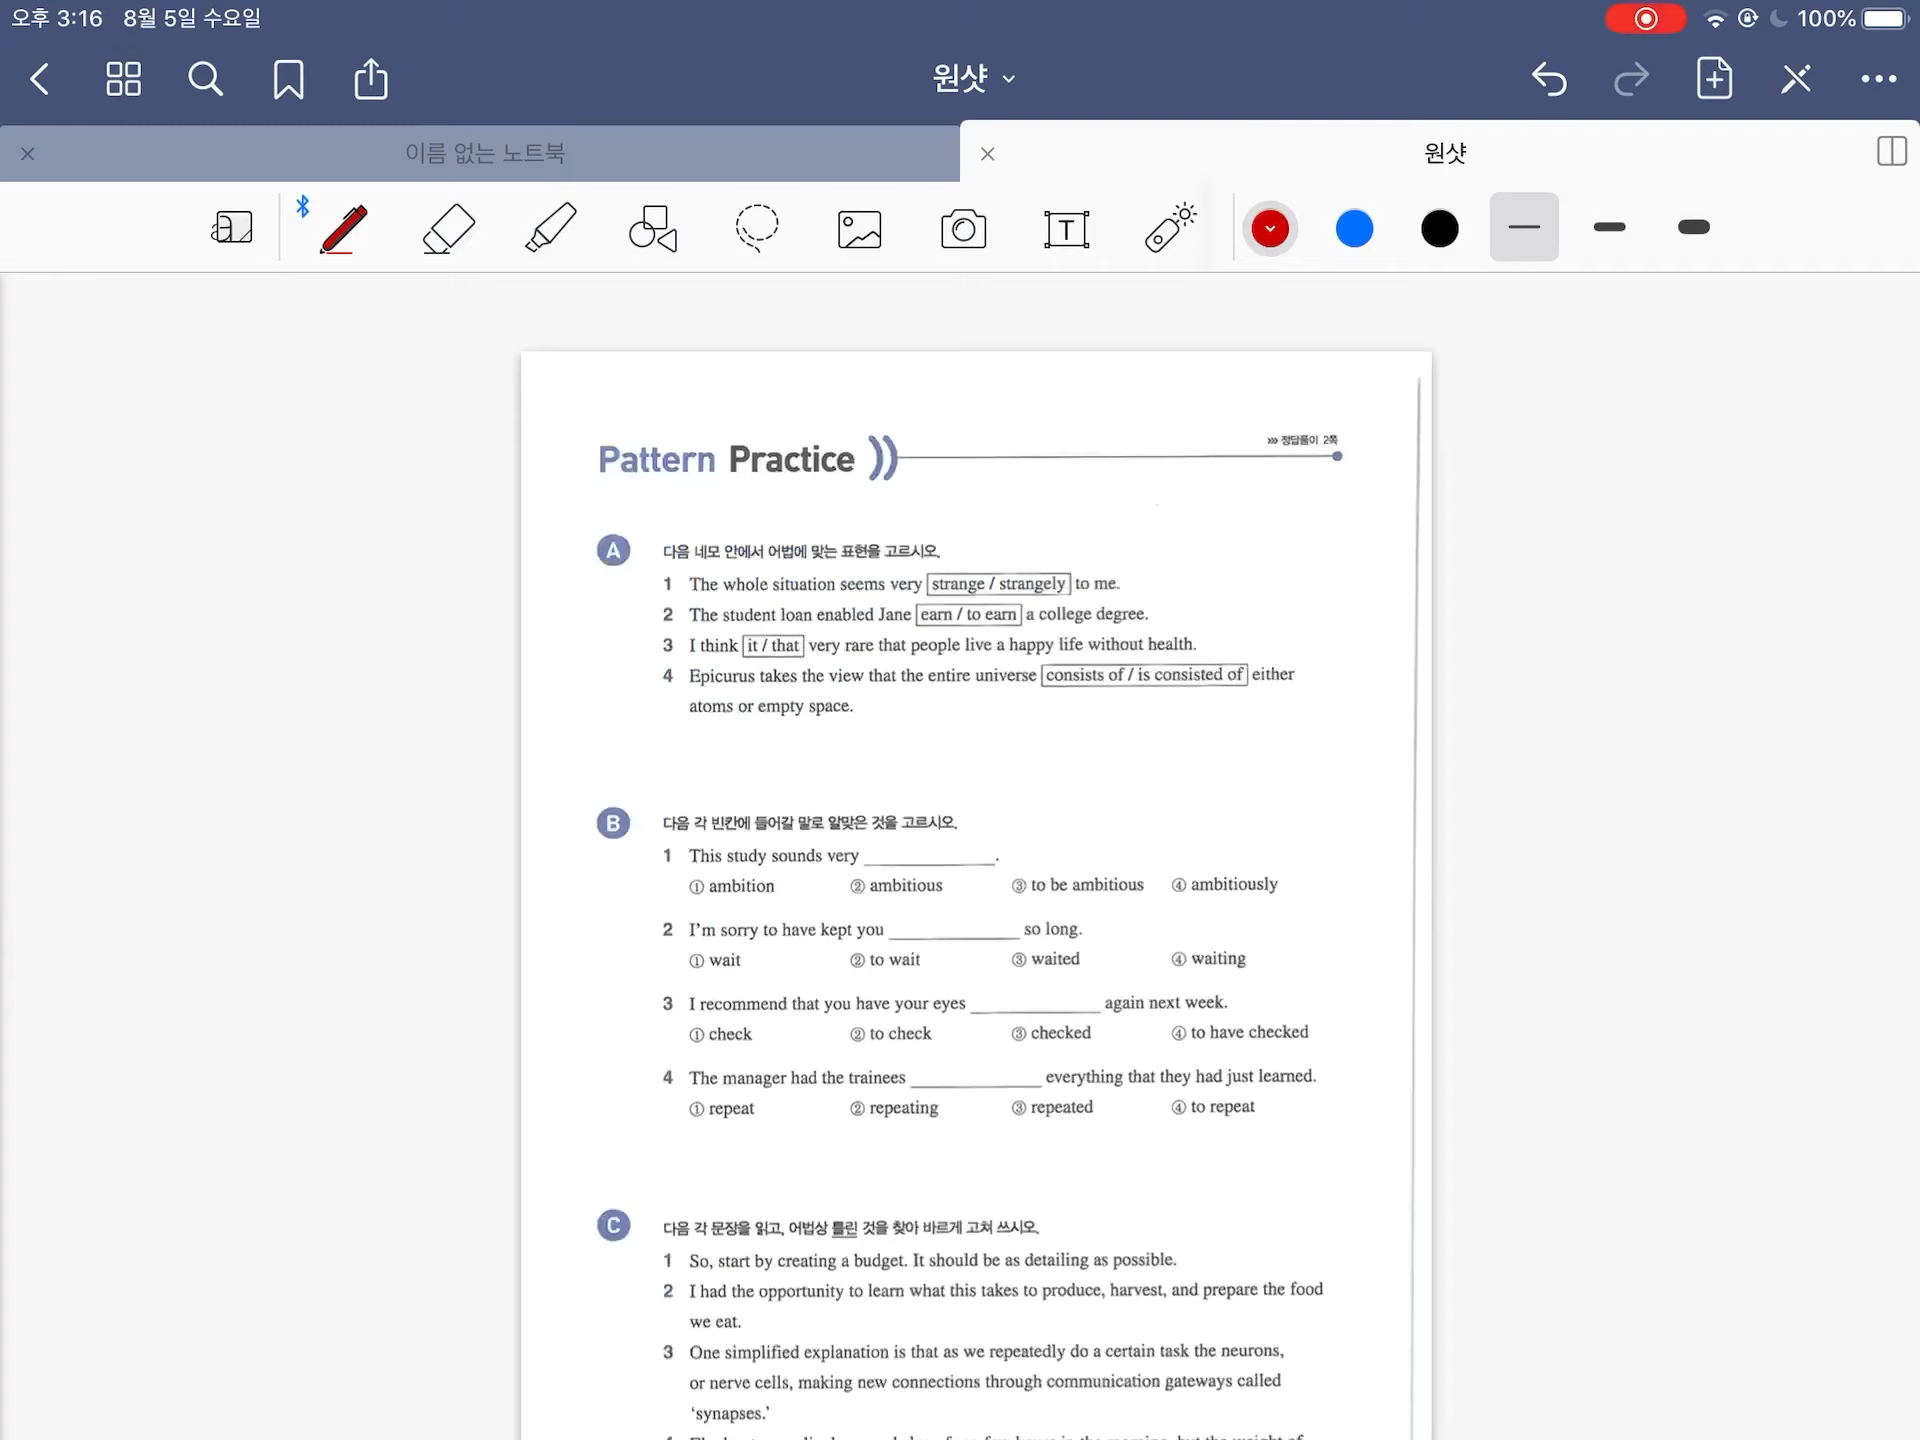 오후 3:16 8월 5일 수요일
100%
원샷
이름 없는 노트북
원샷
Pattern Practice
››› 정답풀이 2쪽
A 다음 네모 안에서 어법에 맞는 표현을 고르시오.
1 The whole situation seems very strange / strangely to me.
2 The student loan enabled Jane earn / to earn a college degree.
3 I think it / that very rare that people live a happy life without health.
4 Epicurus takes the view that the entire universe consists of / is consisted of either
atoms or empty space.
B 다음 각 빈칸에 들어갈 말로 알맞은 것을 고르시오.
1 This study sounds very ______________.
① ambition ② ambitious ③ to be ambitious ④ ambitiously
2 I'm sorry to have kept you ______________ so long.
① wait ② to wait ③ waited ④ waiting
3 I recommend that you have your eyes ______________ again next week.
① check ② to check ③ checked ④ to have checked
4 The manager had the trainees ______________ everything that they had just learned.
① repeat ② repeating ③ repeated ④ to repeat
C 다음 각 문장을 읽고, 어법상 틀린 것을 찾아 바르게 고쳐 쓰시오.
1 So, start by creating a budget. It should be as detailing as possible.
2 I had the opportunity to learn what this takes to produce, harvest, and prepare the food
we eat.
3 One simplified explanation is that as we repeatedly do a certain task the neurons,
or nerve cells, making new connections through communication gateways called
'synapses.'